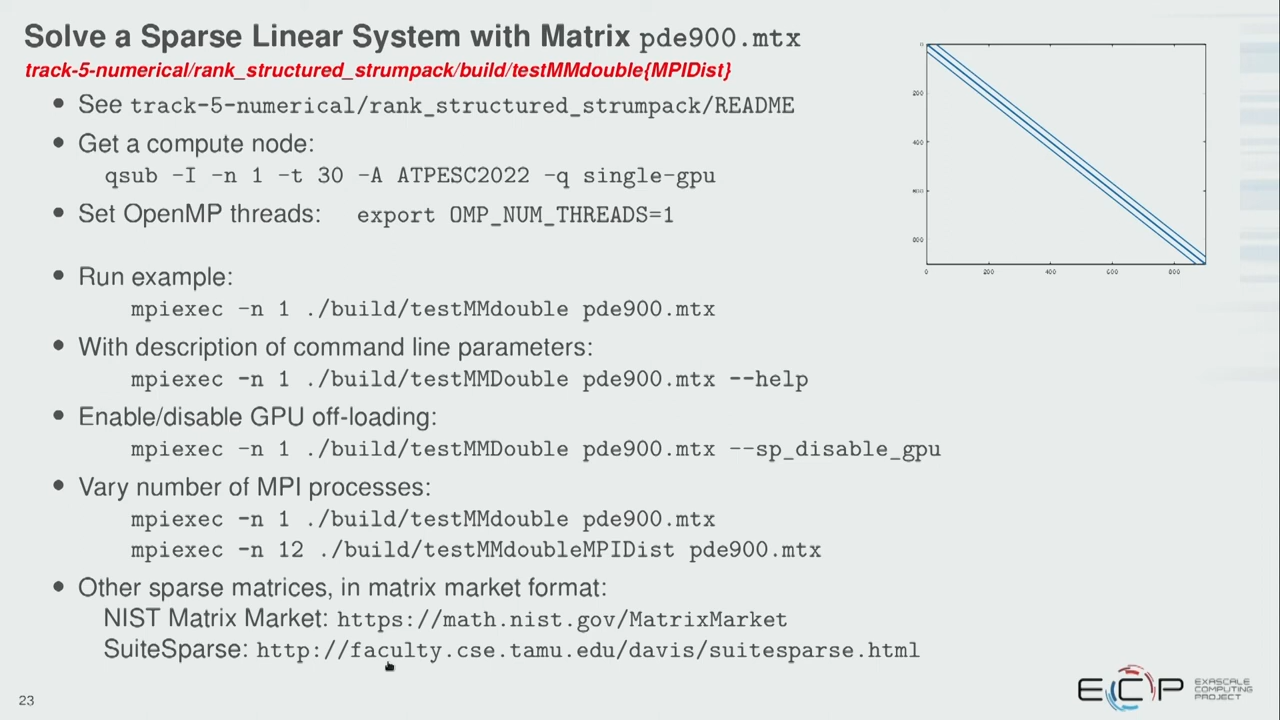 Solve a Sparse Linear System with Matrix pde900.mtx
track-5-numerical/rank_structured_strumpack/build/testMMdouble{MPIDist}
• See track-5-numerical/rank_structured_strumpack/README
• Get a compute node:
qsub -I -n 1 -t 30 -A ATPESC2022 -q single-gpu
• Set OpenMP threads: export OMP_NUM_THREADS=1
• Run example:
mpiexec -n 1 ./build/testMMdouble pde900.mtx
• With description of command line parameters:
mpiexec -n 1 ./build/testMMDouble pde900.mtx --help
• Enable/disable GPU off-loading:
mpiexec -n 1 ./build/testMMDouble pde900.mtx --sp_disable_gpu
• Vary number of MPI processes:
mpiexec -n 1 ./build/testMMdouble pde900.mtx
mpiexec -n 12 ./build/testMMdoubleMPIDist pde900.mtx
• Other sparse matrices, in matrix market format:
NIST Matrix Market: https://math.nist.gov/MatrixMarket
SuiteSparse: http://faculty.cse.tamu.edu/davis/suitesparse.html
0
200
400
600
800
0 200 400 600 800
23
ECP EXASCALE
COMPUTING
PROJECT